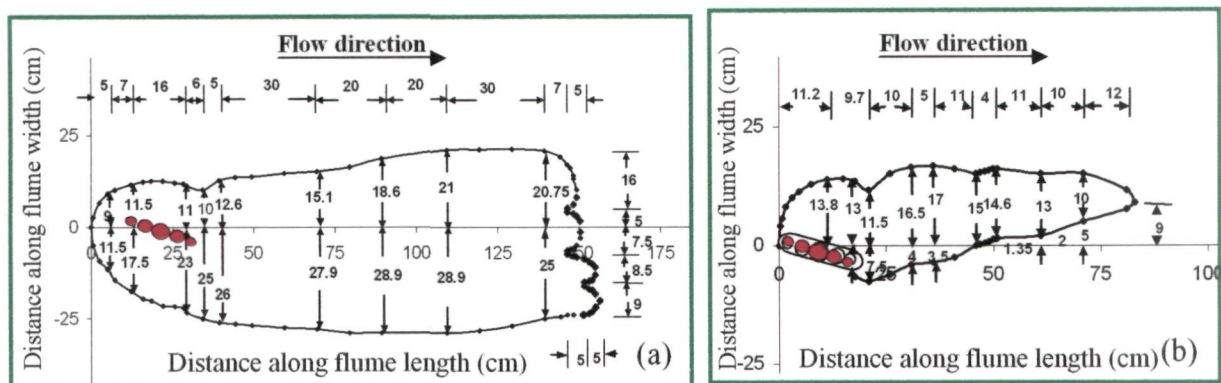 Flow direction
5 7 16 6 5 30 20 20 30 7 5
Distance along flume width (cm)
25
0
-25
9 11.5 11 10 12.6 15.1 18.6 21 20.75
11.5 17.5 23 25 26 27.9 28.9 28.9 25
0 25 50 75 100 125 150 175
16
5
7.5
8.5
9
5 5
Distance along flume length (cm)
(a)
Flow direction
11.2 9.7 10 5 11 4 11 10 12
Distance along flume width (cm)
25
0
D-25
13.8 13 11.5 16.5 17 15 14.6 13 10
7.5 4 3.5 1.35 2 5
9
0 25 50 75 100
Distance along flume length (cm)
(b)